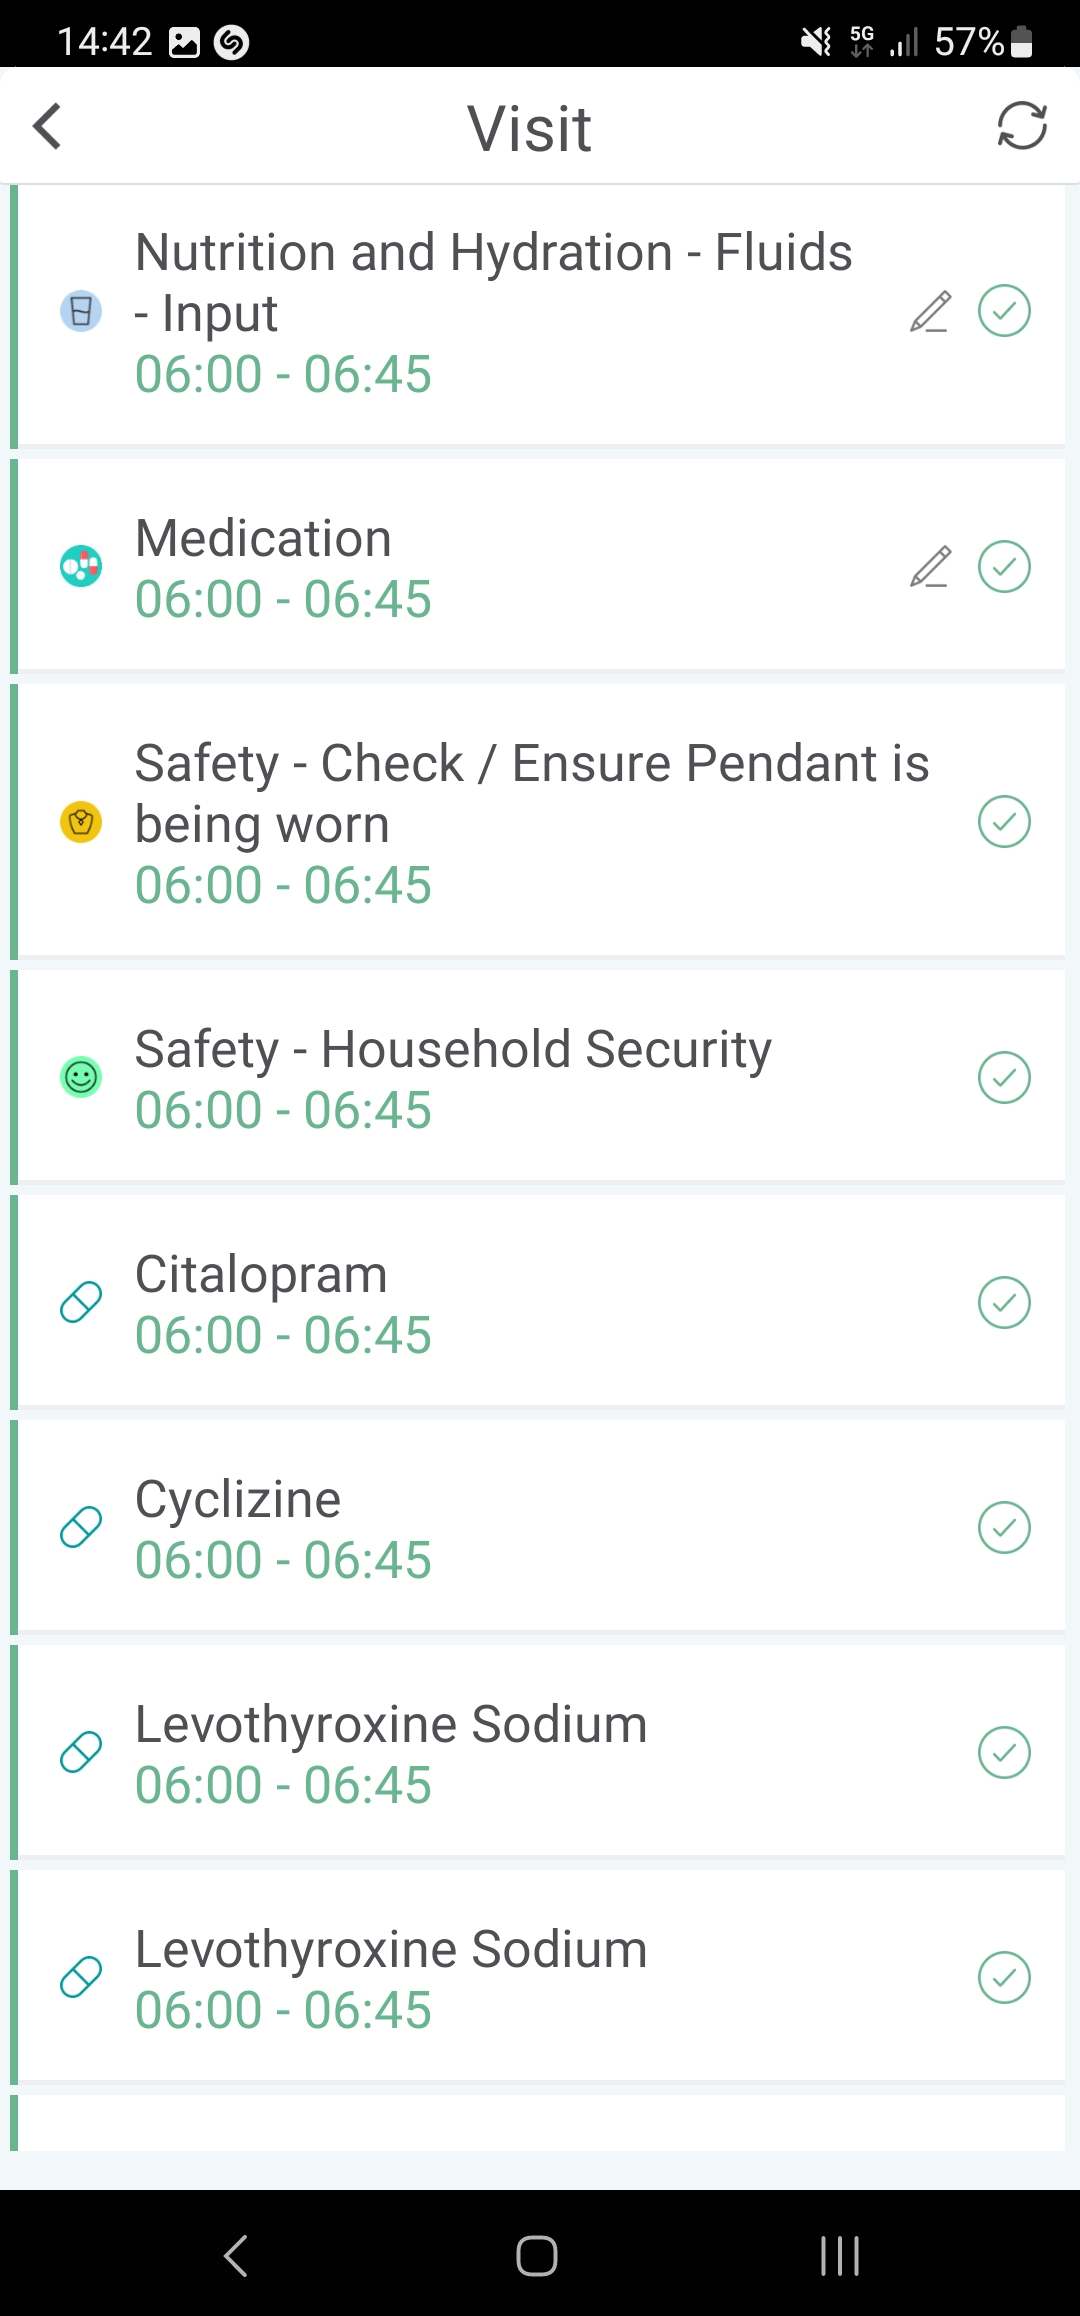 14:42 5G 57%
Visit
Nutrition and Hydration - Fluids
- Input
06:00 - 06:45
Medication
06:00 - 06:45
Safety - Check / Ensure Pendant is
being worn
06:00 - 06:45
Safety - Household Security
06:00 - 06:45
Citalopram
06:00 - 06:45
Cyclizine
06:00 - 06:45
Levothyroxine Sodium
06:00 - 06:45
Levothyroxine Sodium
06:00 - 06:45